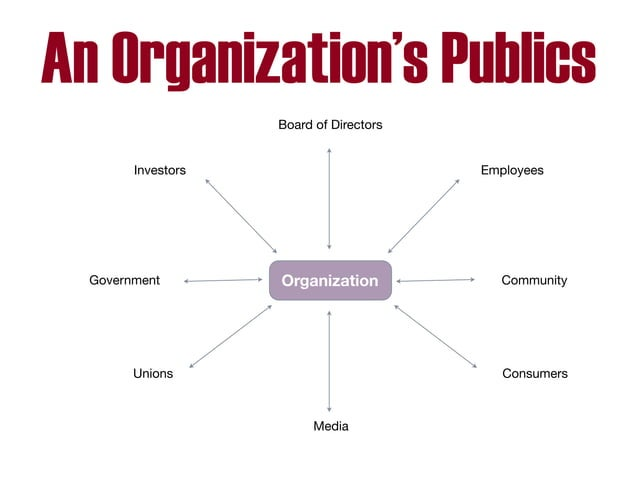 An Organization’s Publics
Board of Directors
Investors
Employees
Government
Organization
Community
Unions
Consumers
Media